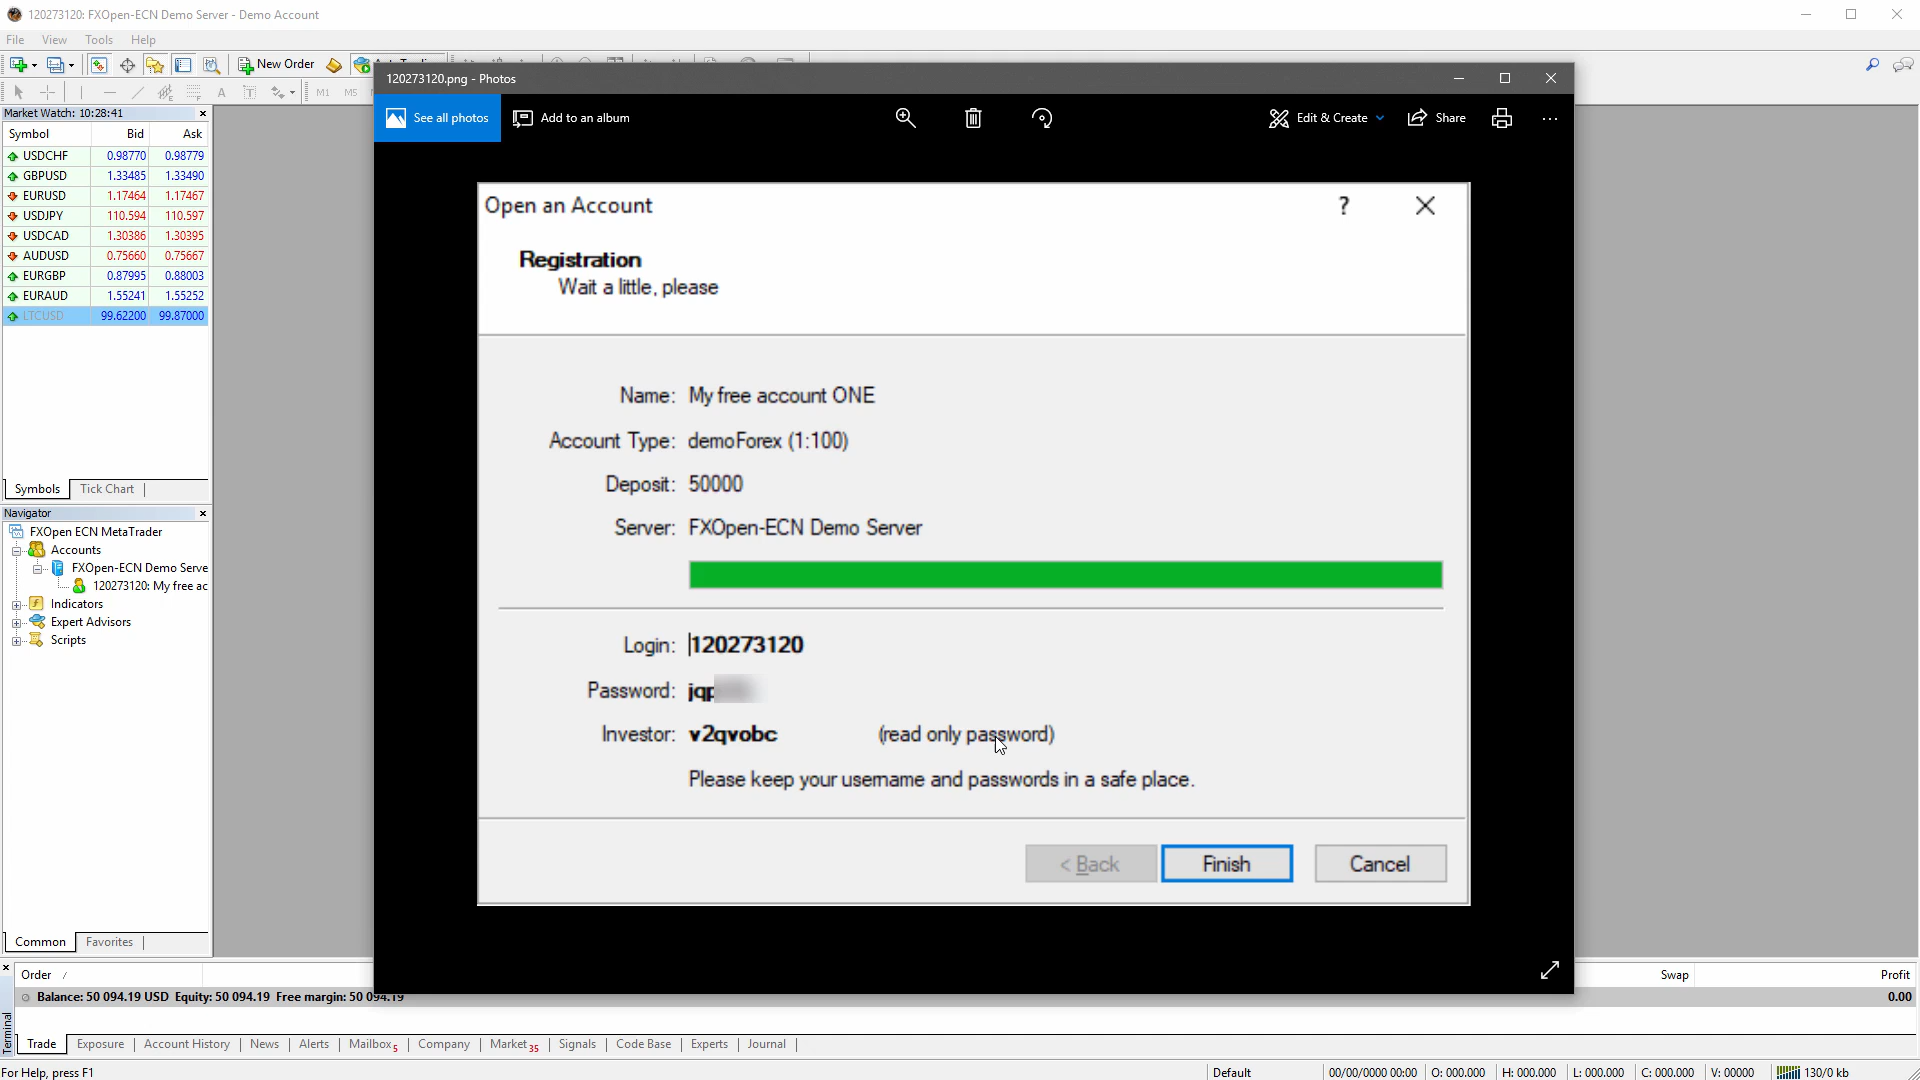 120273120: FXOpen-ECN Demo Server - Demo Account
File View Tools Help
New Order
M1 M5
Market Watch: 10:28:41
Symbol Bid Ask
USDCHF 0.98770 0.98779
GBPUSD 1.33485 1.33490
EURUSD 1.17464 1.17467
USDJPY 110.594 110.597
USDCAD 1.30386 1.30395
AUDUSD 0.75660 0.75667
EURGBP 0.87995 0.88003
EURAUD 1.55241 1.55252
LTCUSD 99.62200 99.87000
Symbols Tick Chart
Navigator
FXOpen ECN MetaTrader
Accounts
FXOpen-ECN Demo Serve
120273120: My free ac
Indicators
Expert Advisors
Scripts
Common Favorites
120273120.png - Photos
See all photos Add to an album Edit & Create Share
Open an Account ?
Registration
Wait a little, please
Name: My free account ONE
Account Type: demoForex (1:100)
Deposit: 50000
Server: FXOpen-ECN Demo Server
Login: 120273120
Password: jqp
Investor: v2qvobc (read only password)
Please keep your username and passwords in a safe place.
< Back Finish Cancel
Order / Swap Profit
Balance: 50 094.19 USD Equity: 50 094.19 Free margin: 50 094.19 0.00
Terminal
Trade Exposure Account History News Alerts Mailbox 5 Company Market 35 Signals Code Base Experts Journal
For Help, press F1 Default 00/00/0000 00:00 O: 000.000 H: 000.000 L: 000.000 C: 000.000 V: 00000 130/0 kb